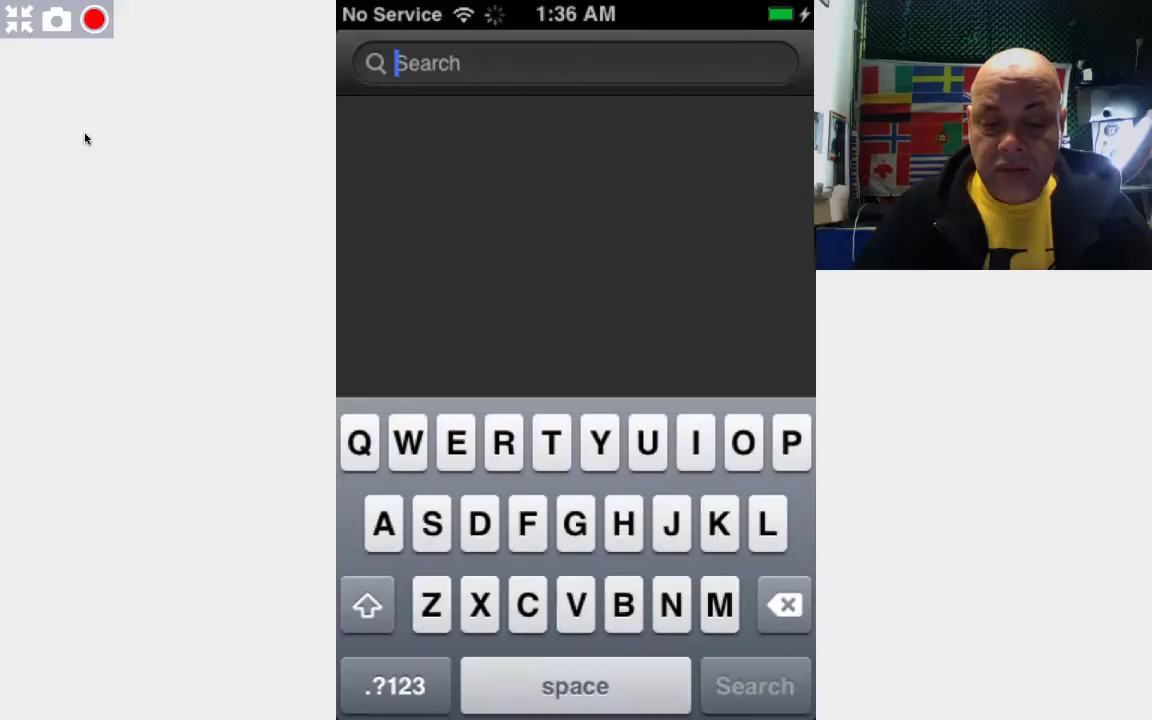 No Service 1:36 AM
Search
Q W E R T Y U I O P
A S D F G H J K L
Z X C V B N M
.?123 space Search